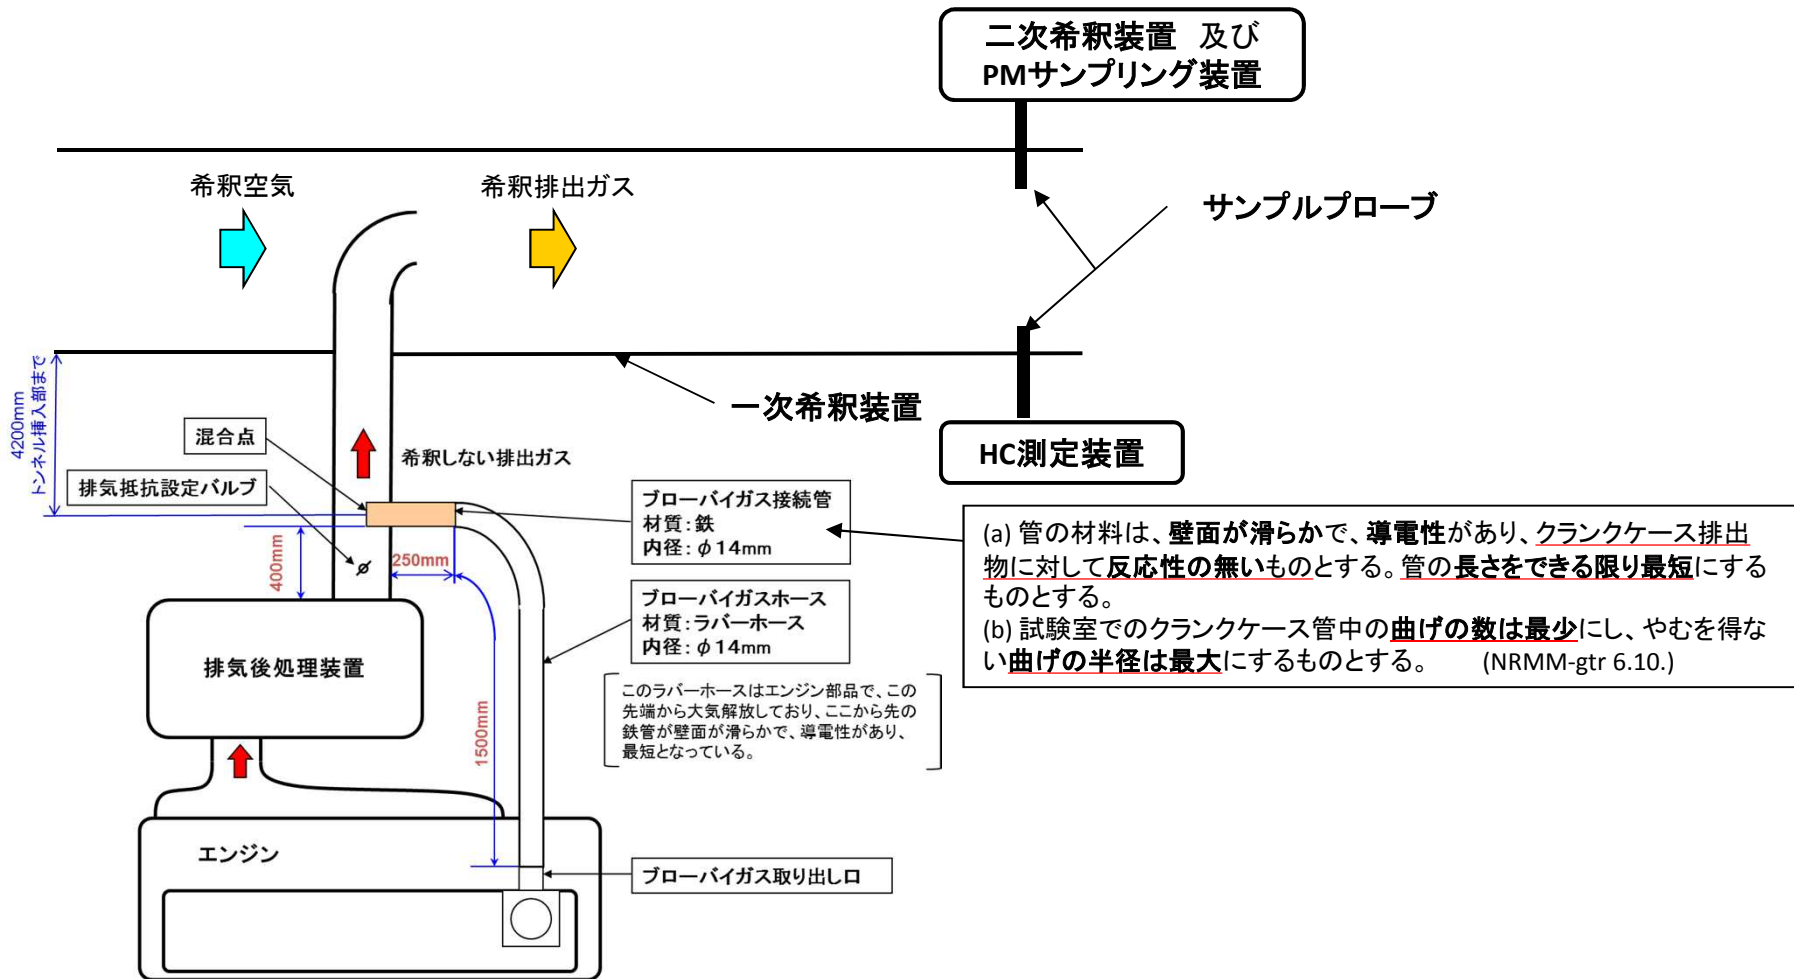 二次希釈装置 及び
PMサンプリング装置
希釈空気
希釈排出ガス
サンプルプローブ
4200mm
トンネル挿入部まで
一次希釈装置
混合点
希釈しない排出ガス
HC測定装置
排気抵抗設定バルブ
ブローバイガス接続管
材質：鉄
内径：φ14mm
400mm
250mm
(a) 管の材料は、壁面が滑らかで、導電性があり、クランクケース排出
物に対して反応性の無いものとする。管の長さをできる限り最短にする
ものとする。
(b) 試験室でのクランクケース管中の曲げの数は最少にし、やむを得な
い曲げの半径は最大にするものとする。 (NRMM-gtr 6.10.)
ブローバイガスホース
材質：ラバーホース
内径：φ14mm
排気後処理装置
このラバーホースはエンジン部品で、この
先端から大気解放しており、ここから先の
鉄管が壁面が滑らかで、導電性があり、
最短となっている。
1500mm
エンジン
ブローバイガス取り出し口